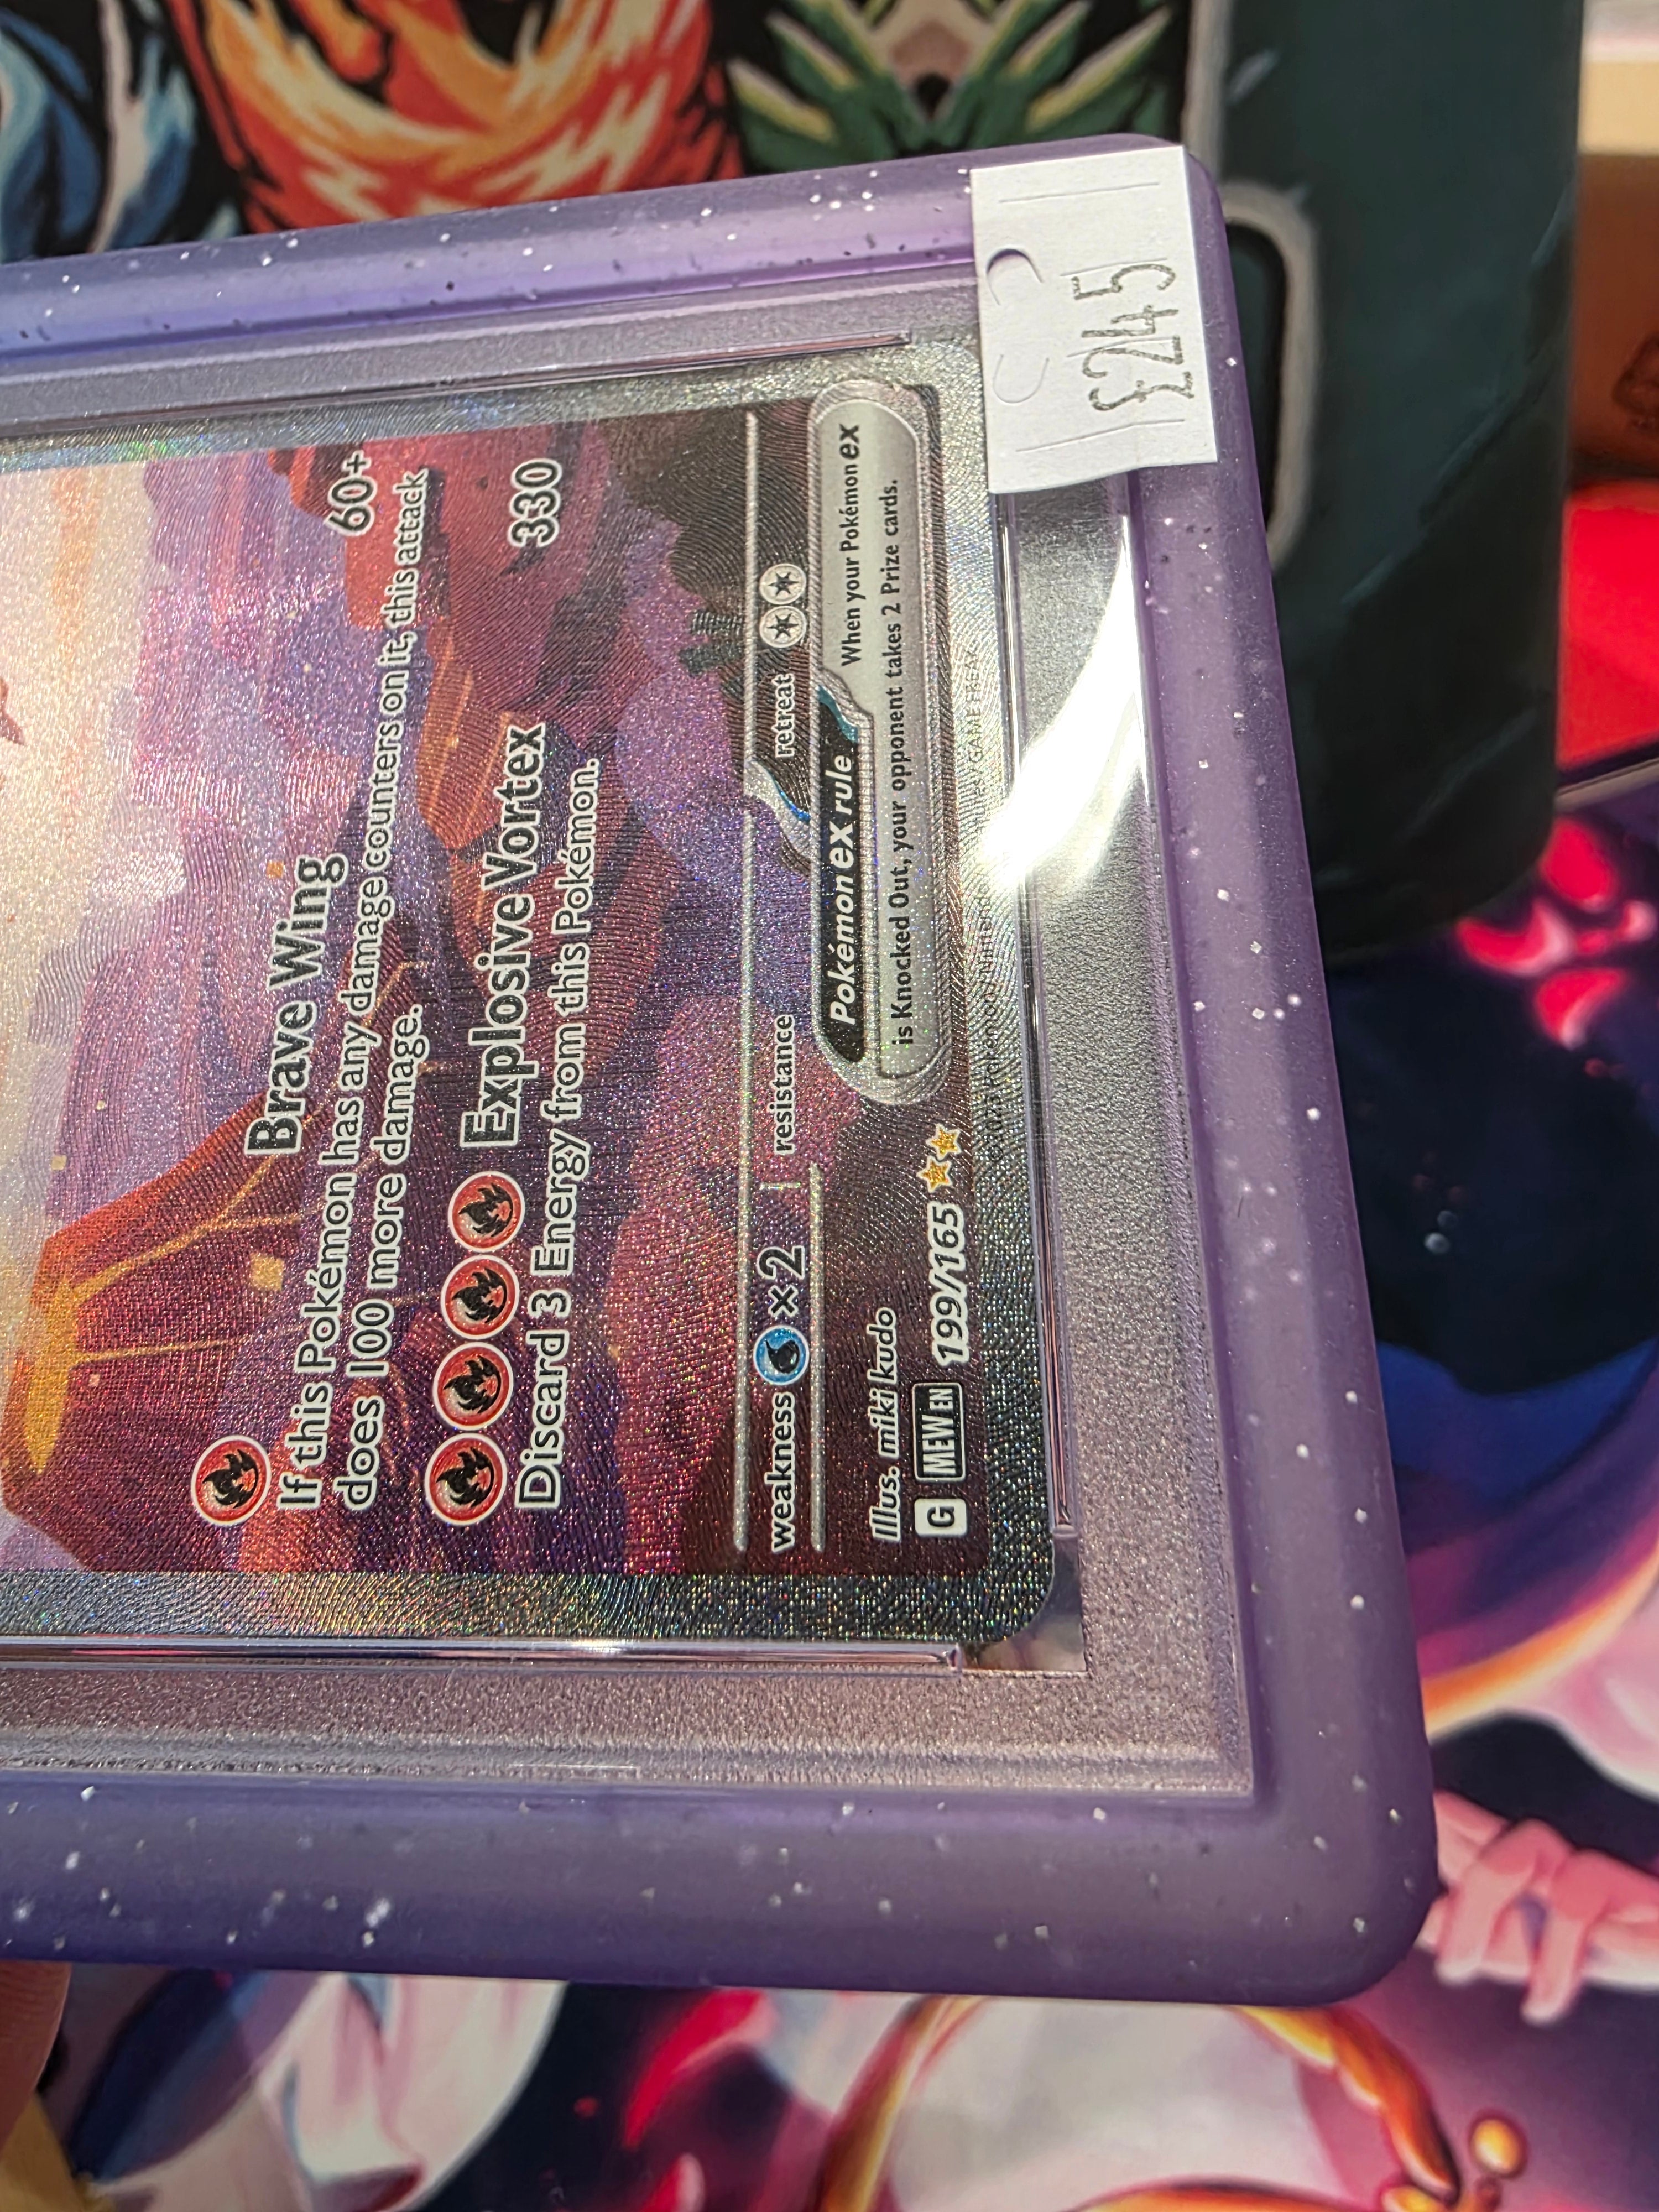 Brave Wing 60+
If this Pokémon has any damage counters on it, this attack
does 100 more damage.
Explosive Vortex 330
Discard 3 Energy from this Pokémon.
weakness ×2 resistance retreat
Illus. miki kudo
G MEW EN 199/165
Pokémon ex rule When your Pokémon ex
is Knocked Out, your opponent takes 2 Prize cards.
£245